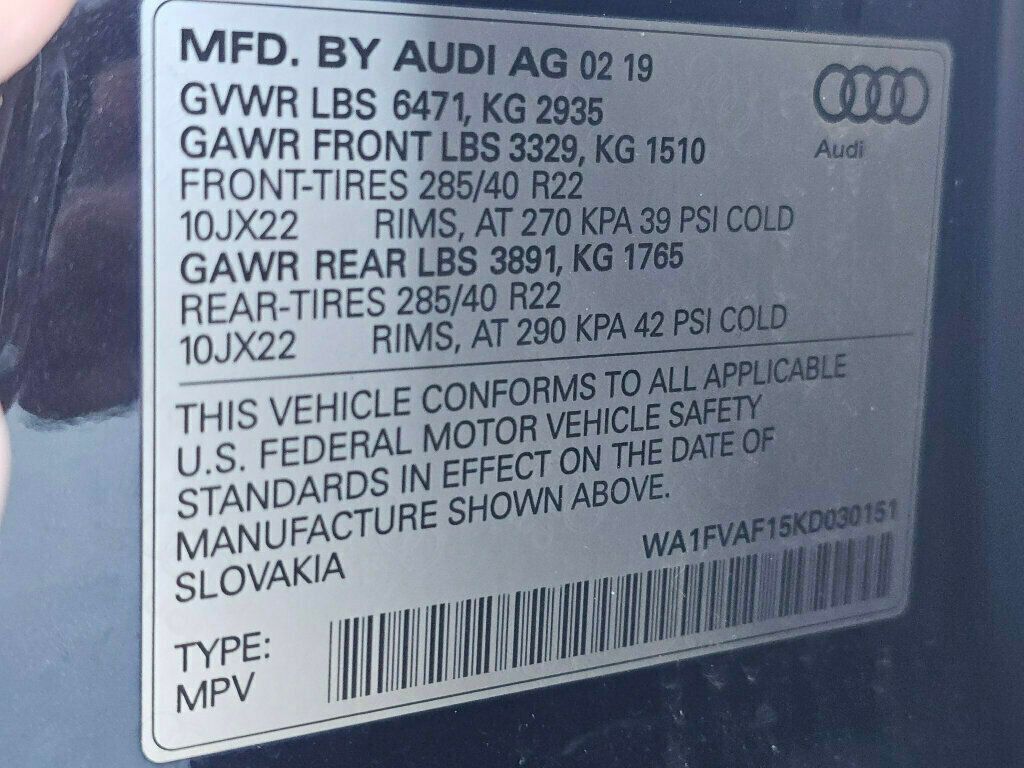 MFD. BY AUDI AG 02 19
GVWR LBS 6471, KG 2935
GAWR FRONT LBS 3329, KG 1510
FRONT-TIRES 285/40 R22
10JX22 RIMS, AT 270 KPA 39 PSI COLD
GAWR REAR LBS 3891, KG 1765
REAR-TIRES 285/40 R22
10JX22 RIMS, AT 290 KPA 42 PSI COLD
Audi
THIS VEHICLE CONFORMS TO ALL APPLICABLE
U.S. FEDERAL MOTOR VEHICLE SAFETY
STANDARDS IN EFFECT ON THE DATE OF
MANUFACTURE SHOWN ABOVE.
SLOVAKIA
WA1FVAF15KD030151
TYPE:
MPV